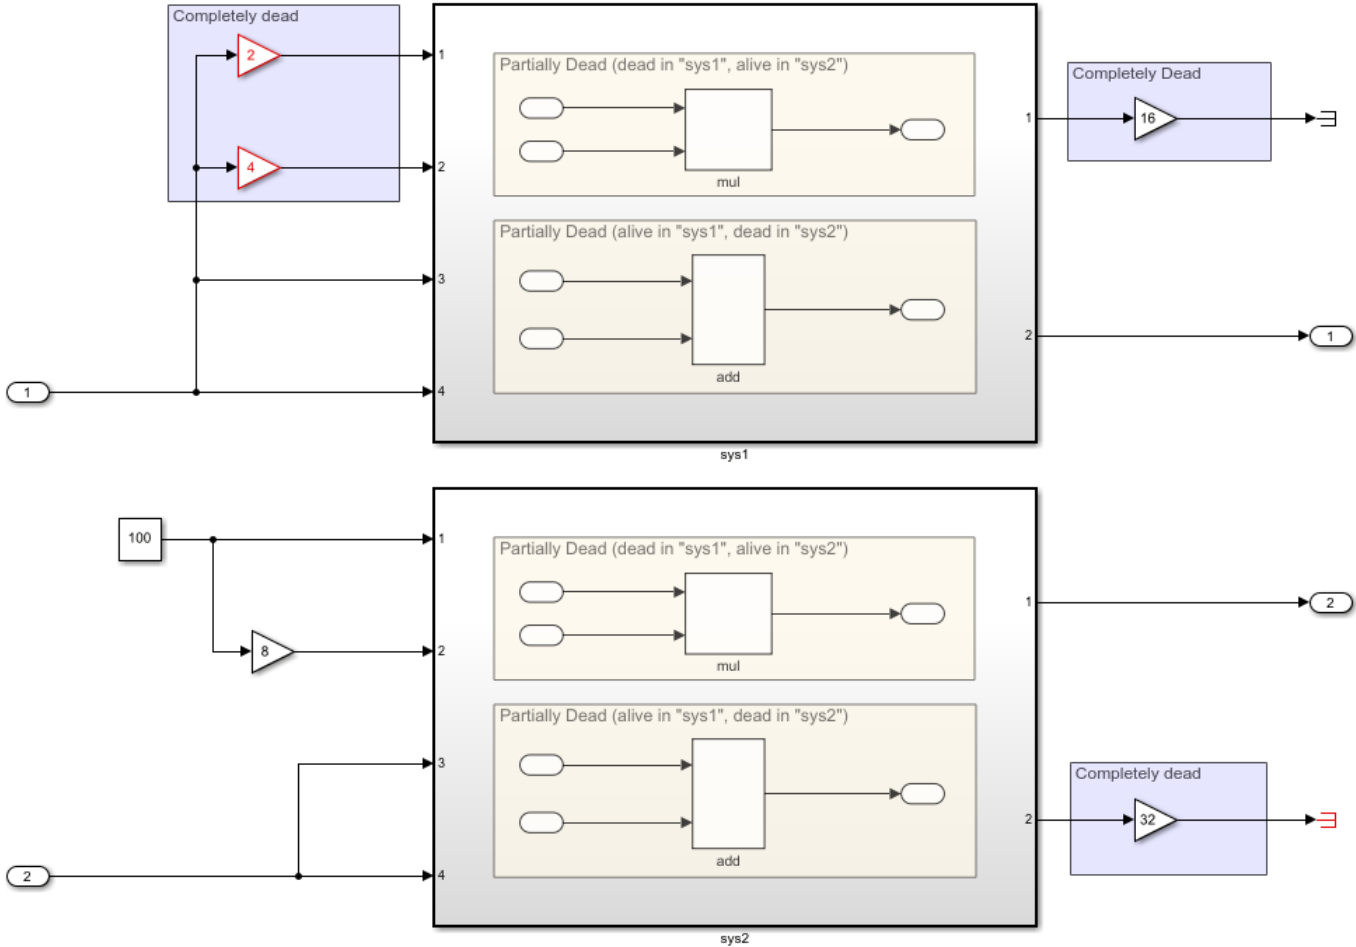 Completely dead
2
1
4
2
3
1
4
Partially Dead (dead in "sys1", alive in "sys2")
mul
Partially Dead (alive in "sys1", dead in "sys2")
add
1
Completely Dead
16
2
1
sys1
100
1
8
2
3
2
4
Partially Dead (dead in "sys1", alive in "sys2")
mul
Partially Dead (alive in "sys1", dead in "sys2")
add
1
2
Completely dead
2
32
sys2